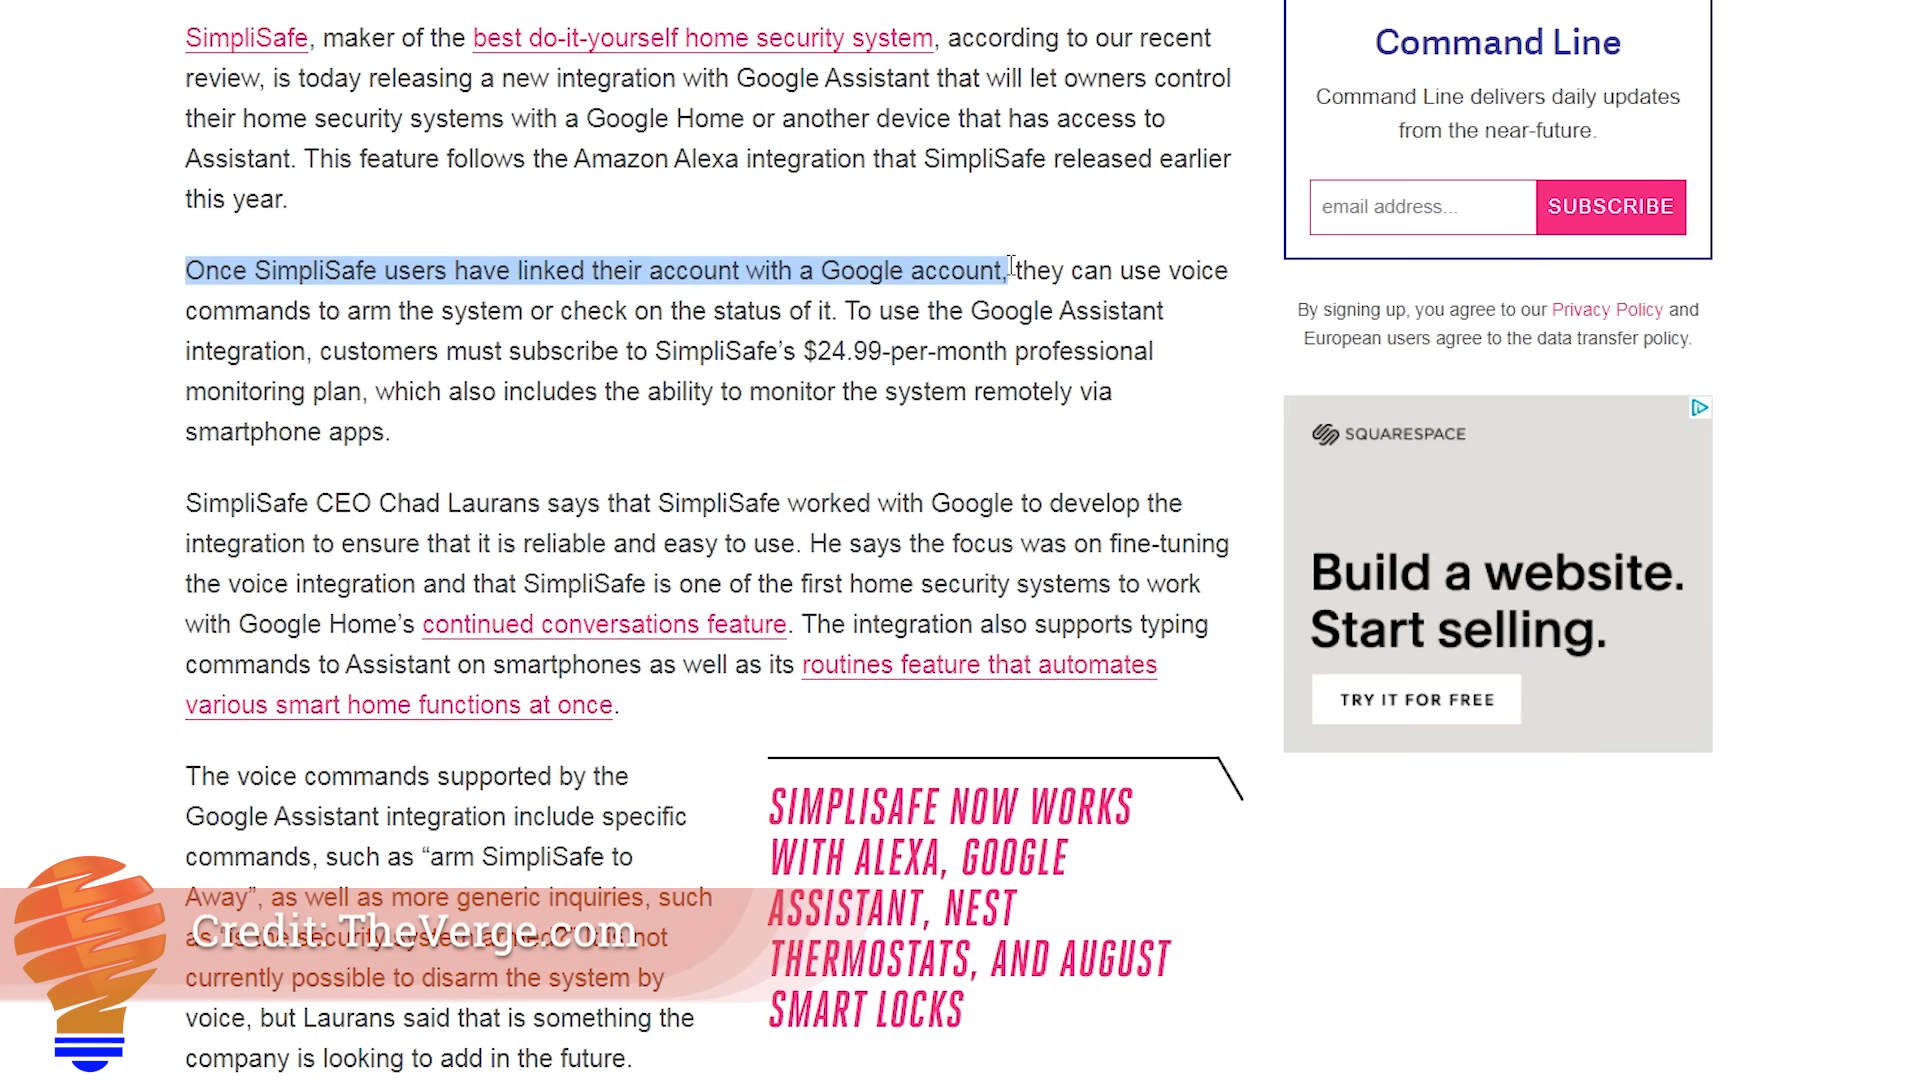 SimpliSafe, maker of the best do-it-yourself home security system, according to our recent
review, is today releasing a new integration with Google Assistant that will let owners control
their home security systems with a Google Home or another device that has access to
Assistant. This feature follows the Amazon Alexa integration that SimpliSafe released earlier
this year.
Once SimpliSafe users have linked their account with a Google account, they can use voice
commands to arm the system or check on the status of it. To use the Google Assistant
integration, customers must subscribe to SimpliSafe’s $24.99-per-month professional
monitoring plan, which also includes the ability to monitor the system remotely via
smartphone apps.
SimpliSafe CEO Chad Laurans says that SimpliSafe worked with Google to develop the
integration to ensure that it is reliable and easy to use. He says the focus was on fine-tuning
the voice integration and that SimpliSafe is one of the first home security systems to work
with Google Home’s continued conversations feature. The integration also supports typing
commands to Assistant on smartphones as well as its routines feature that automates
various smart home functions at once.
The voice commands supported by the
Google Assistant integration include specific
commands, such as “arm SimpliSafe to
Away”, as well as more generic inquiries, such
as security system not
currently possible to disarm the system by
voice, but Laurans said that is something the
company is looking to add in the future.
Credit: TheVerge.com
SIMPLISAFE NOW WORKS
WITH ALEXA, GOOGLE
ASSISTANT, NEST
THERMOSTATS, AND AUGUST
SMART LOCKS
Command Line
Command Line delivers daily updates
from the near-future.
email address...
SUBSCRIBE
By signing up, you agree to our Privacy Policy and
European users agree to the data transfer policy.
SQUARESPACE
Build a website.
Start selling.
TRY IT FOR FREE